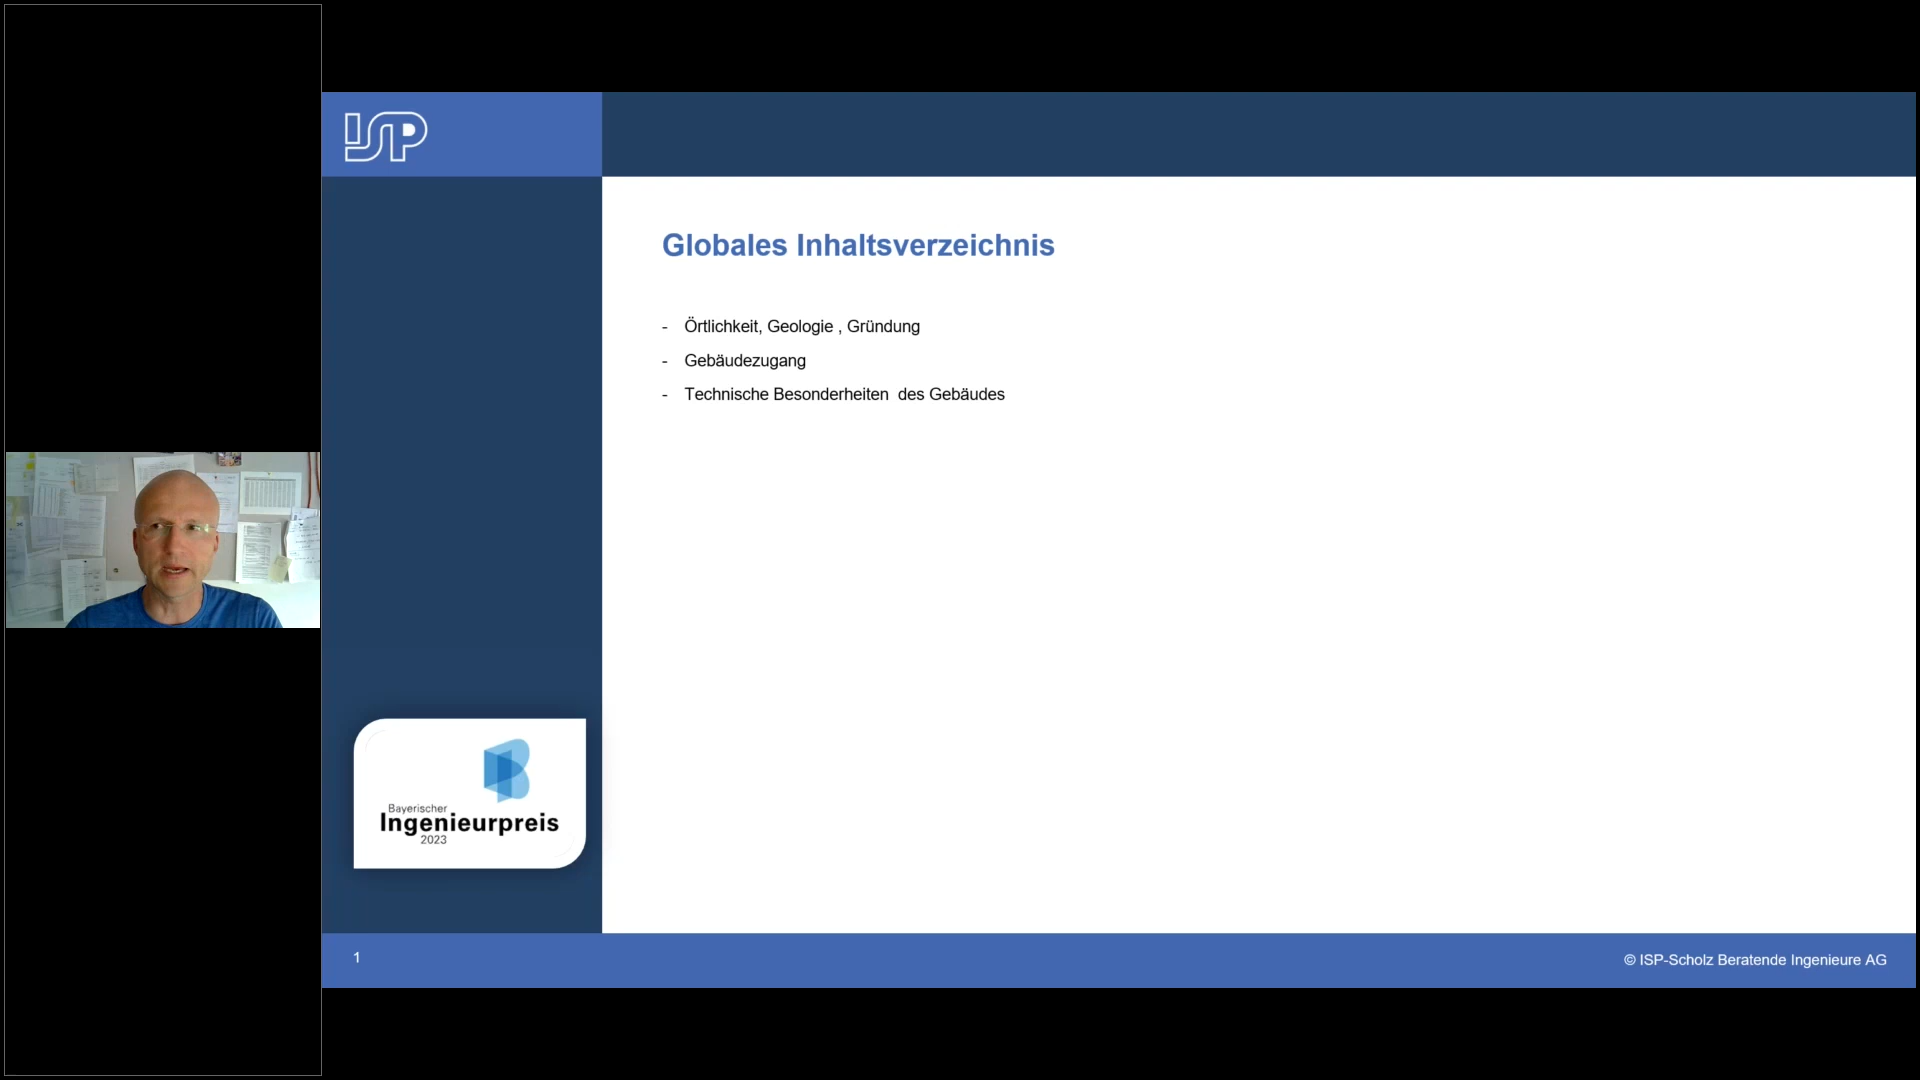 ISP
Globales Inhaltsverzeichnis
- Örtlichkeit, Geologie , Gründung
- Gebäudezugang
- Technische Besonderheiten  des Gebäudes
Bayerischer
Ingenieurpreis
2023
1
© ISP-Scholz Beratende Ingenieure AG